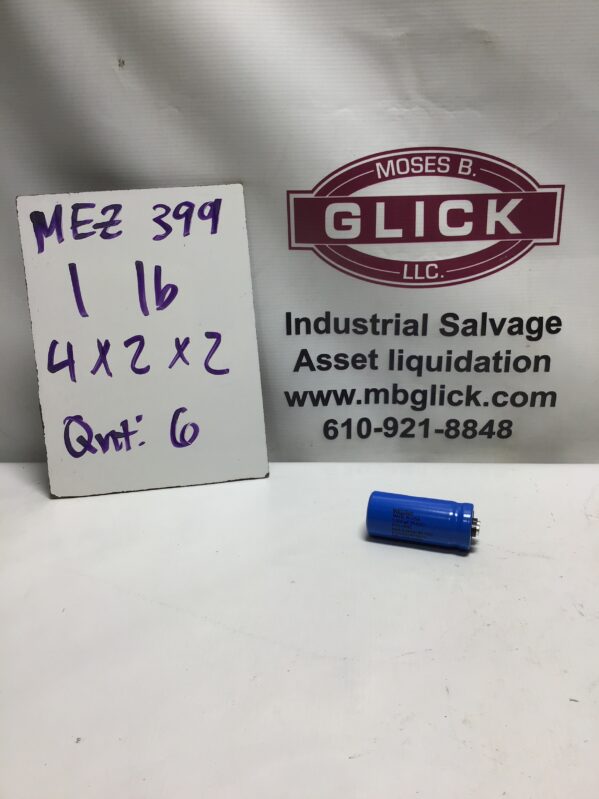 MEZ 399
1 lb
4 x 2 x 2
Qnt: 6
MOSES B.
GLICK
LLC.
Industrial Salvage
Asset liquidation
www.mbglick.com
610-921-8848